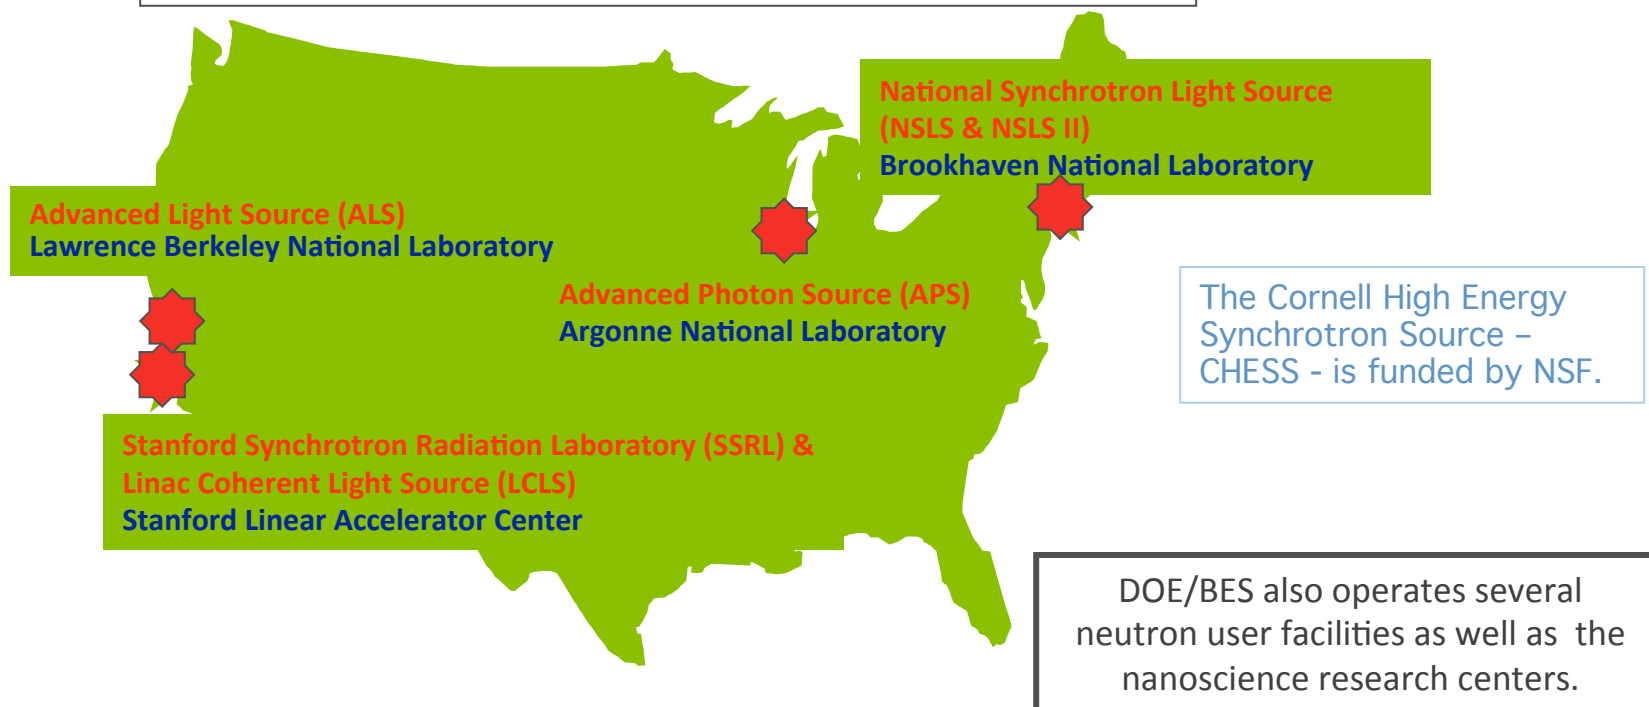 National Synchrotron Light Source
(NSLS & NSLS II)
Brookhaven National Laboratory
Advanced Light Source (ALS)
Lawrence Berkeley National Laboratory
Advanced Photon Source (APS)
Argonne National Laboratory
The Cornell High Energy
Synchrotron Source –
CHESS - is funded by NSF.
Stanford Synchrotron Radiation Laboratory (SSRL) &
Linac Coherent Light Source (LCLS)
Stanford Linear Accelerator Center
DOE/BES also operates several
neutron user facilities as well as the
nanoscience research centers.